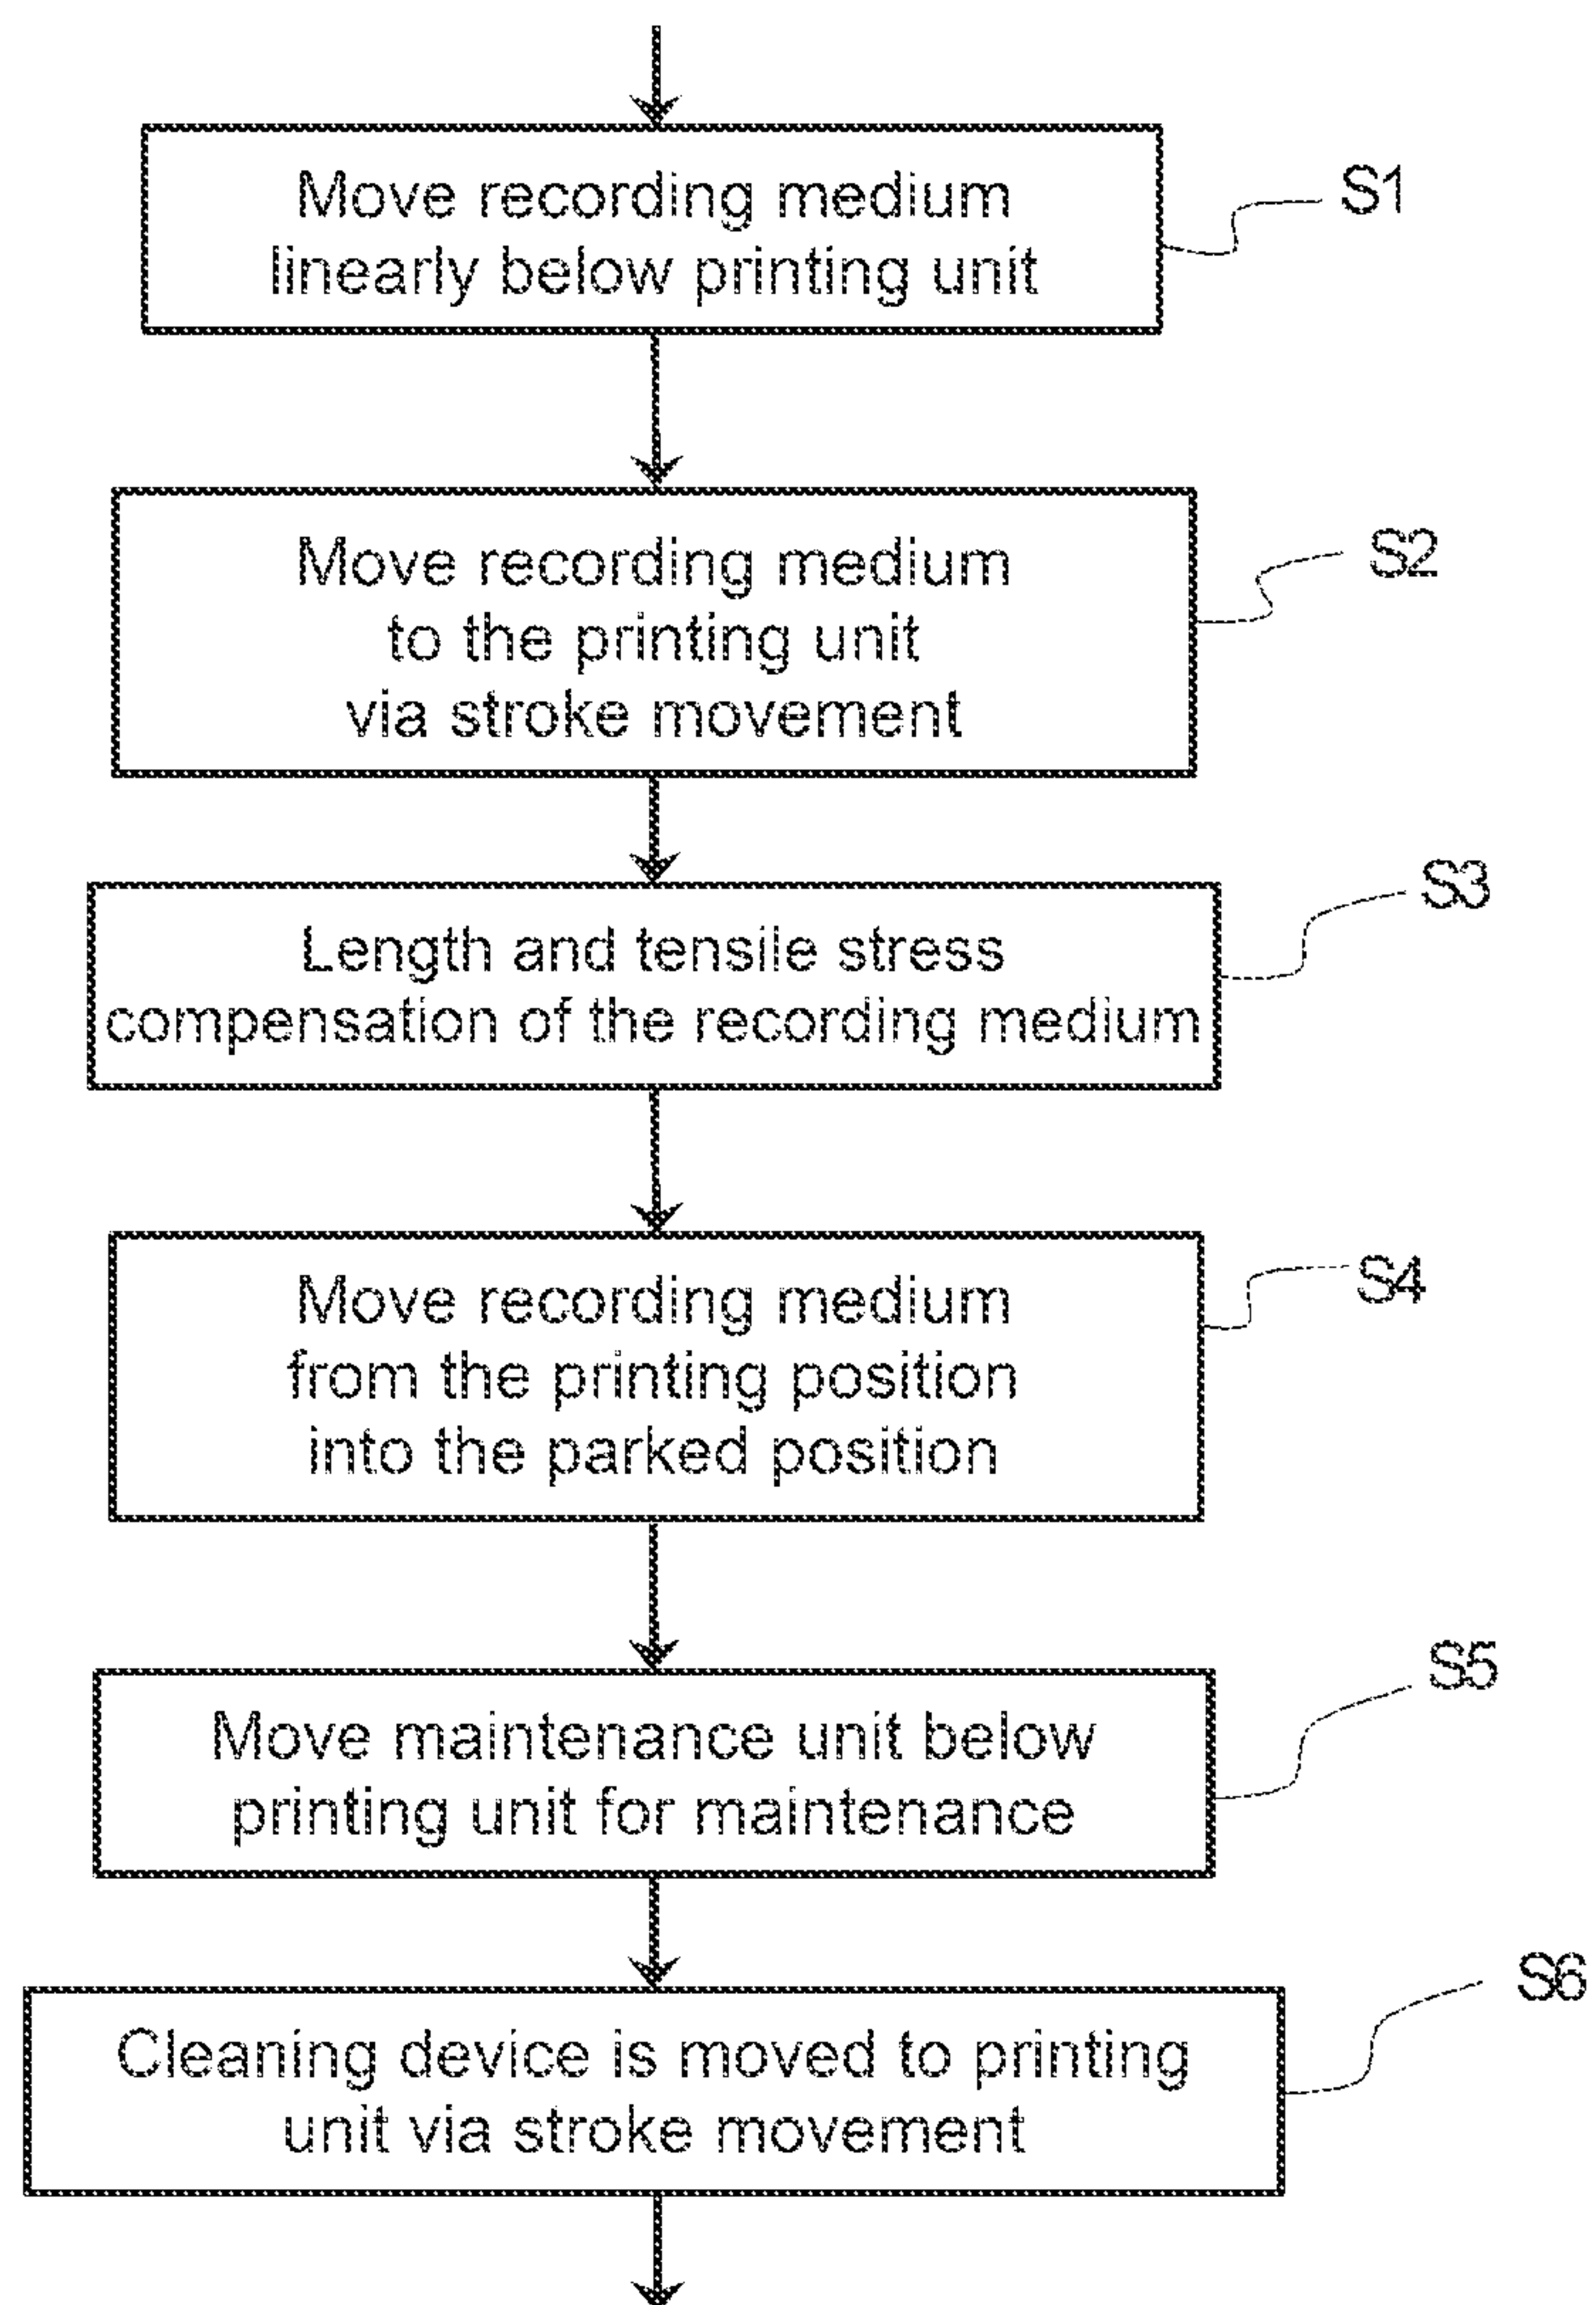 Move recording medium
linearly below printing unit
S1
Move recording medium
to the printing unit
via stroke movement
S2
Length and tensile stress
compensation of the recording medium
S3
Move recording medium
from the printing position
into the parked position
S4
Move maintenance unit below
printing unit for maintenance
S5
Cleaning device is moved to printing
unit via stroke movement
S6